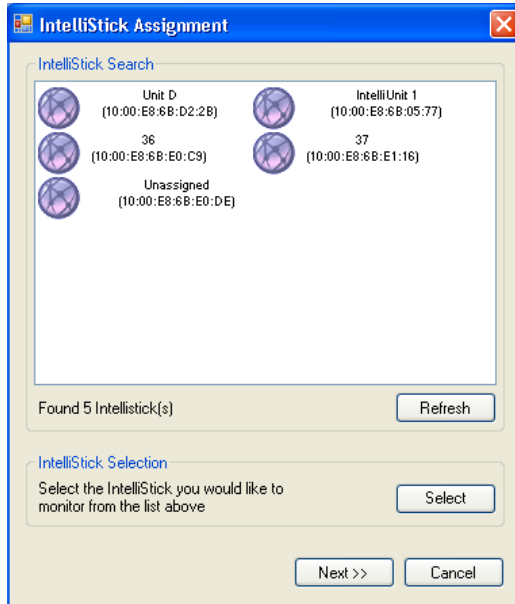 IntelliStick Assignment
IntelliStick Search
Unit D
(10:00:E8:6B:D2:2B)
IntelliUnit 1
(10:00:E8:6B:05:77)
36
(10:00:E8:6B:E0:C9)
37
(10:00:E8:6B:E1:16)
Unassigned
(10:00:E8:6B:E0:DE)
Found 5 Intellistick(s)
Refresh
IntelliStick Selection
Select the IntelliStick you would like to
monitor from the list above
Select
Next >>
Cancel